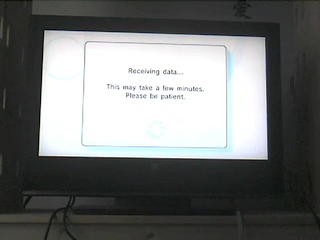 Receiving data...
This may take a few minutes.
Please be patient.